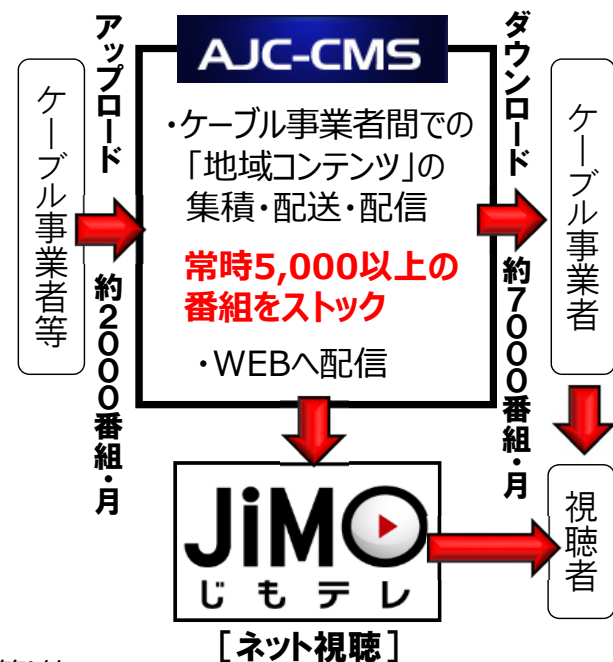 アップロード
約2000番組・月
ケーブル事業者等
AJC-CMS
・ケーブル事業者間での
「地域コンテンツ」の
集積・配送・配信
常時5,000以上の
番組をストック
・WEBへ配信
ダウンロード
約7000番組・月
ケーブル事業者
JiMO
じもテレ
[ネット視聴]
視聴者